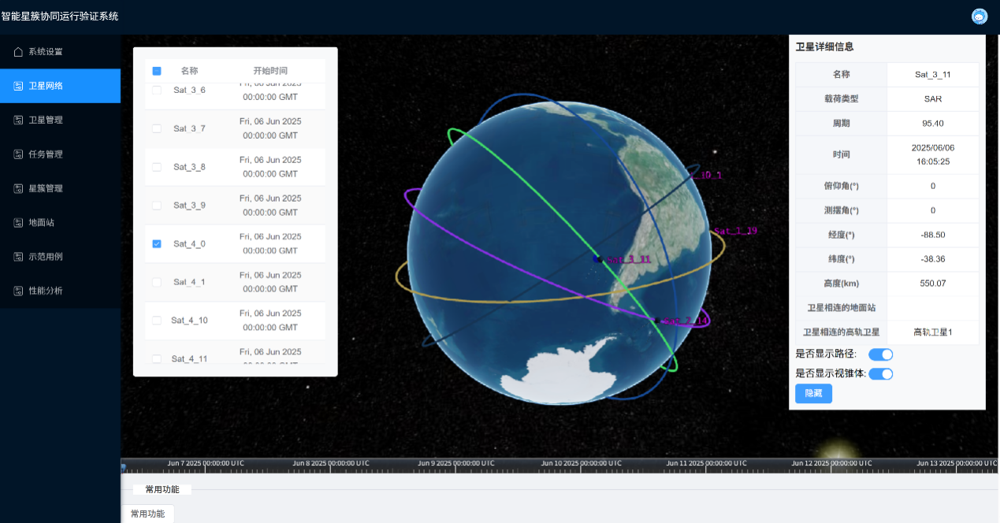 智能星簇协同运行验证系统
系统设置
卫星网络
卫星管理
任务管理
星簇管理
地面站
示范用例
性能分析
名称 开始时间
Sat_3_6
00:00:00 GMT
Fri, 06 Jun 2025
Sat_3_7
00:00:00 GMT
Fri, 06 Jun 2025
Sat_3_8
00:00:00 GMT
Fri, 06 Jun 2025
Sat_3_9
00:00:00 GMT
Fri, 06 Jun 2025
Sat_4_0
00:00:00 GMT
Fri, 06 Jun 2025
Sat_4_1
00:00:00 GMT
Fri, 06 Jun 2025
Sat_4_10
00:00:00 GMT
Fri, 06 Jun 2025
Sat_4_11
Sat_1_19
Sat_3_11
Sat_2_14
卫星详细信息
名称 Sat_3_11
载荷类型 SAR
周期 95.40
时间 2025/06/06
16:05:25
俯仰角(°) 0
测摆角(°) 0
经度(°) -88.50
纬度(°) -38.36
高度(km) 550.07
卫星相连的地面站
卫星相连的高轨卫星 高轨卫星1
是否显示路径:
是否显示视锥体:
隐藏
Jun 7 2025 00:00:00 UTC Jun 8 2025 00:00:00 UTC Jun 9 2025 00:00:00 UTC Jun 10 2025 00:00:00 UTC Jun 11 2025 00:00:00 UTC Jun 12 2025 00:00:00 UTC Jun 13 2025 00:00:00 UTC
常用功能
常用功能